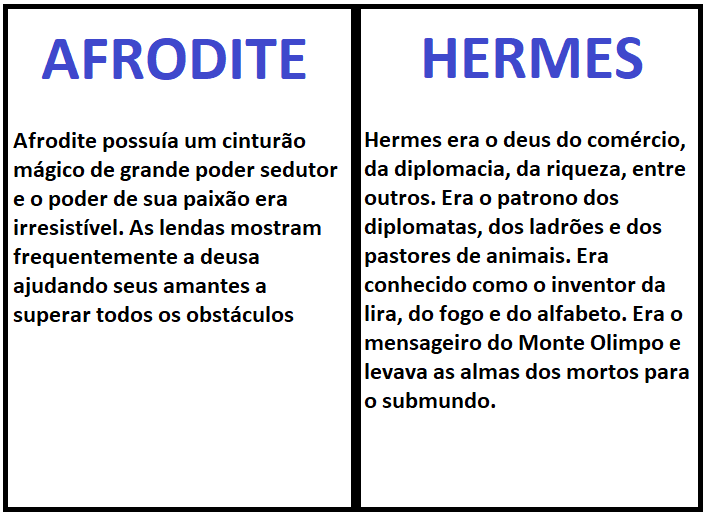 AFRODITE
Afrodite possuía um cinturão
mágico de grande poder sedutor
e o poder de sua paixão era
irresistível. As lendas mostram
frequentemente a deusa
ajudando seus amantes a
superar todos os obstáculos
HERMES
Hermes era o deus do comércio,
da diplomacia, da riqueza, entre
outros. Era o patrono dos
diplomatas, dos ladrões e dos
pastores de animais. Era
conhecido como o inventor da
lira, do fogo e do alfabeto. Era o
mensageiro do Monte Olimpo e
levava as almas dos mortos para
o submundo.